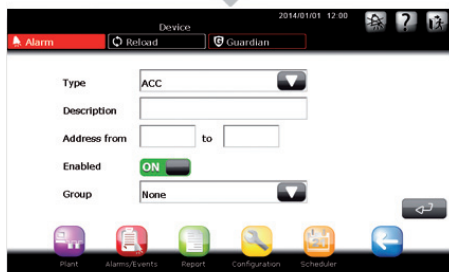 2014/01/01 12:00
Device
Alarm
Reload
Guardian
?
Type
ACC
Description
Address from
to
Enabled
ON
Group
None
Plant
Alarms/Events
Report
Configuration
Scheduler